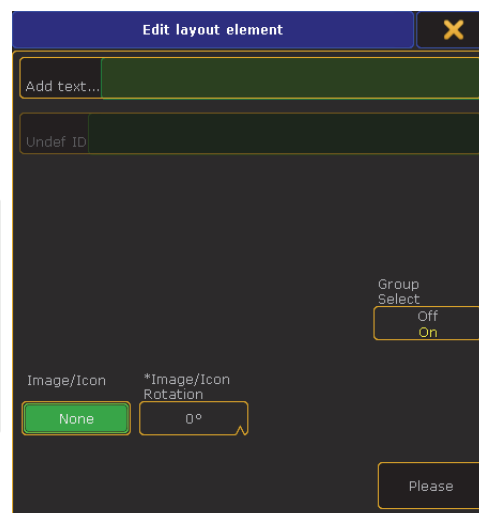 Edit layout element
Add text...
Undef ID
Group
Select
Off
On
Image/Icon
*Image/Icon
Rotation
None
0°
Please